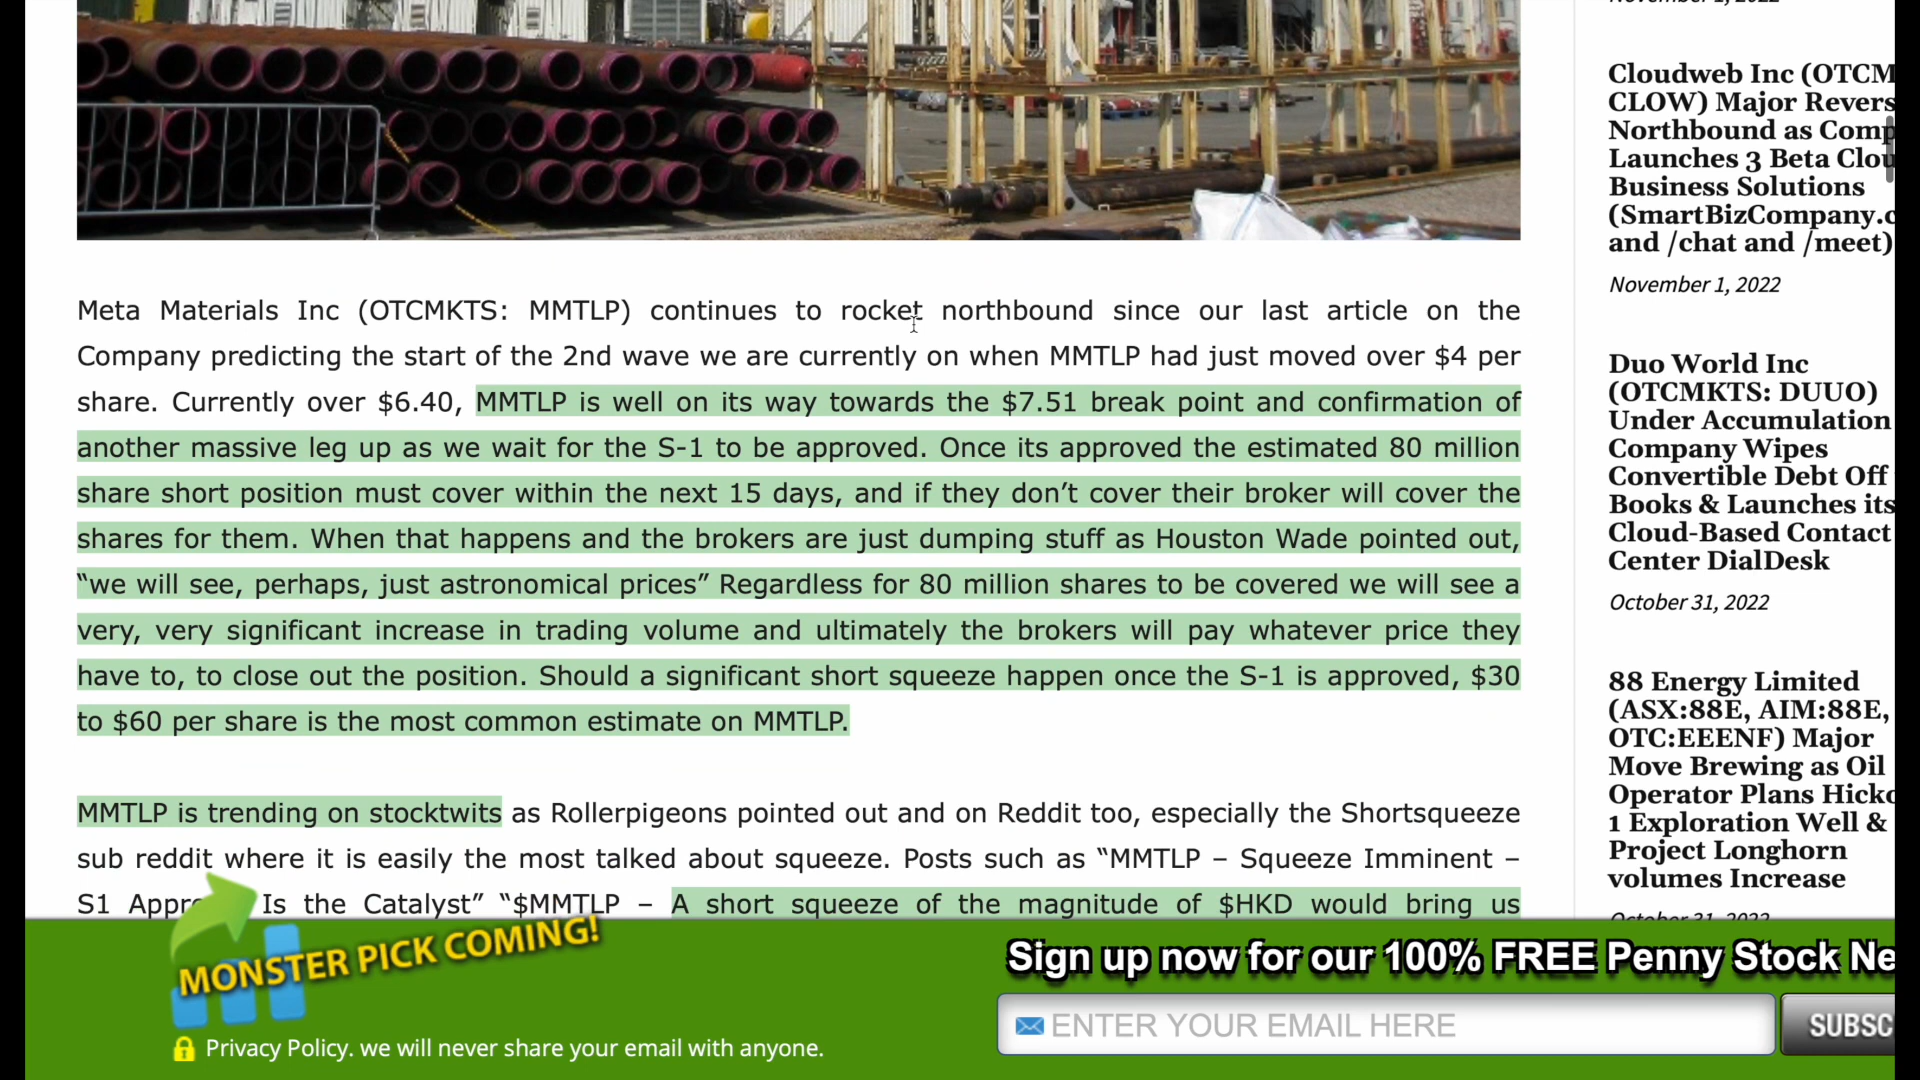 Meta Materials Inc (OTCMKTS: MMTLP) continues to rocket northbound since our last article on the
Company predicting the start of the 2nd wave we are currently on when MMTLP had just moved over $4 per
share. Currently over $6.40, MMTLP is well on its way towards the $7.51 break point and confirmation of
another massive leg up as we wait for the S-1 to be approved. Once its approved the estimated 80 million
share short position must cover within the next 15 days, and if they don’t cover their broker will cover the
shares for them. When that happens and the brokers are just dumping stuff as Houston Wade pointed out,
“we will see, perhaps, just astronomical prices” Regardless for 80 million shares to be covered we will see a
very, very significant increase in trading volume and ultimately the brokers will pay whatever price they
have to, to close out the position. Should a significant short squeeze happen once the S-1 is approved, $30
to $60 per share is the most common estimate on MMTLP.
MMTLP is trending on stocktwits as Rollerpigeons pointed out and on Reddit too, especially the Shortsqueeze
sub reddit where it is easily the most talked about squeeze. Posts such as “MMTLP – Squeeze Imminent –
S1 Is the Catalyst” “$MMTLP – A short squeeze of the magnitude of $HKD would bring us
November 1, 2022
Cloudweb Inc (OTCM
CLOW) Major Revers
Northbound as Comp
Launches 3 Beta Clou
Business Solutions
(SmartBizCompany.c
and /chat and /meet)
November 1, 2022
Duo World Inc
(OTCMKTS: DUUO)
Under Accumulation
Company Wipes
Convertible Debt Off
Books & Launches its
Cloud-Based Contact
Center DialDesk
October 31, 2022
88 Energy Limited
(ASX:88E, AIM:88E,
OTC:EEENF) Major
Move Brewing as Oil
Operator Plans Hicko
1 Exploration Well &
Project Longhorn
volumes Increase
October 31, 2022
MONSTER PICK COMING!
Privacy Policy. we will never share your email with anyone.
Sign up now for our 100% FREE Penny Stock Ne
ENTER YOUR EMAIL HERE
SUBSC